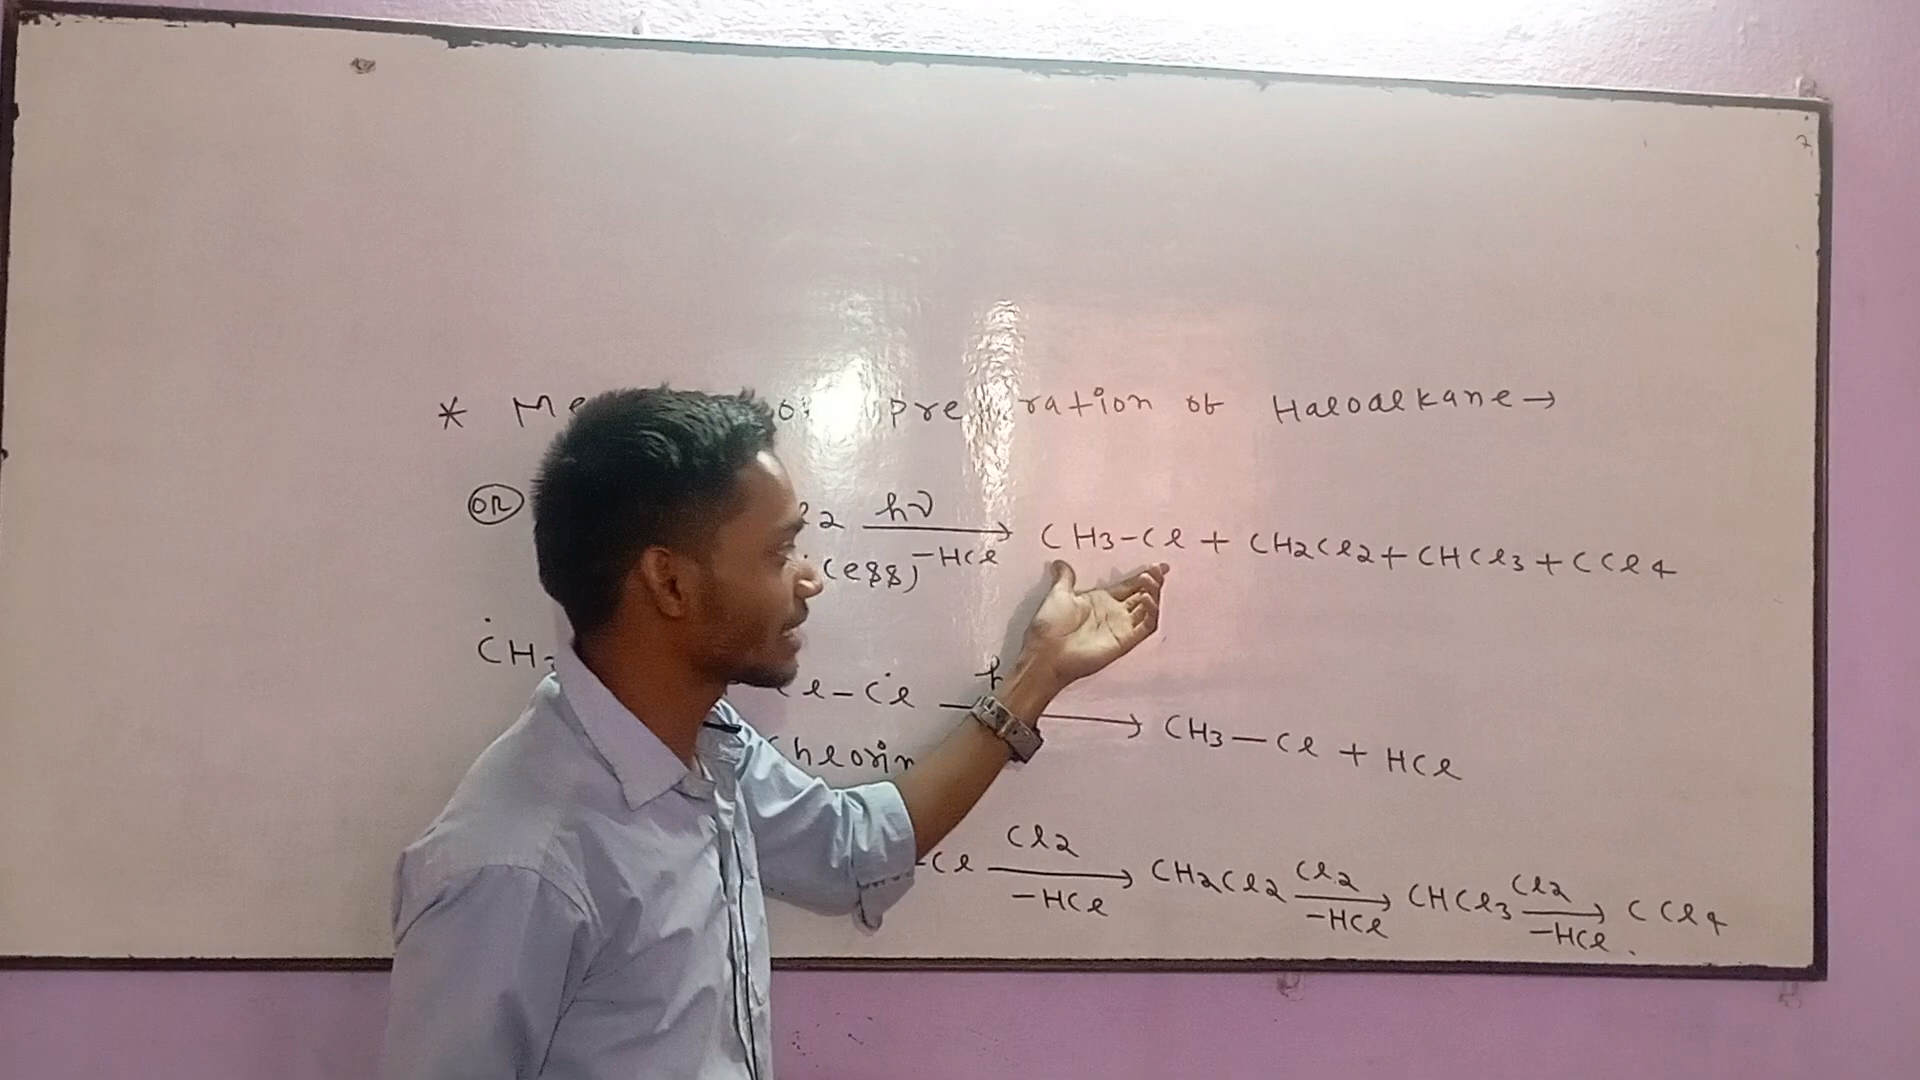 * Me pre ration of Haloalkane →
OR l2 hν → -HCl CH3-Cl + CH2Cl2 + CHCl3 + CCl4
(cess)
CH3 Cl-Cl → CH3-Cl + HCl
Chlorin
-Cl Cl2 → -HCl CH2Cl2 Cl2 → -HCl CHCl3 Cl2 → -HCl CCl4